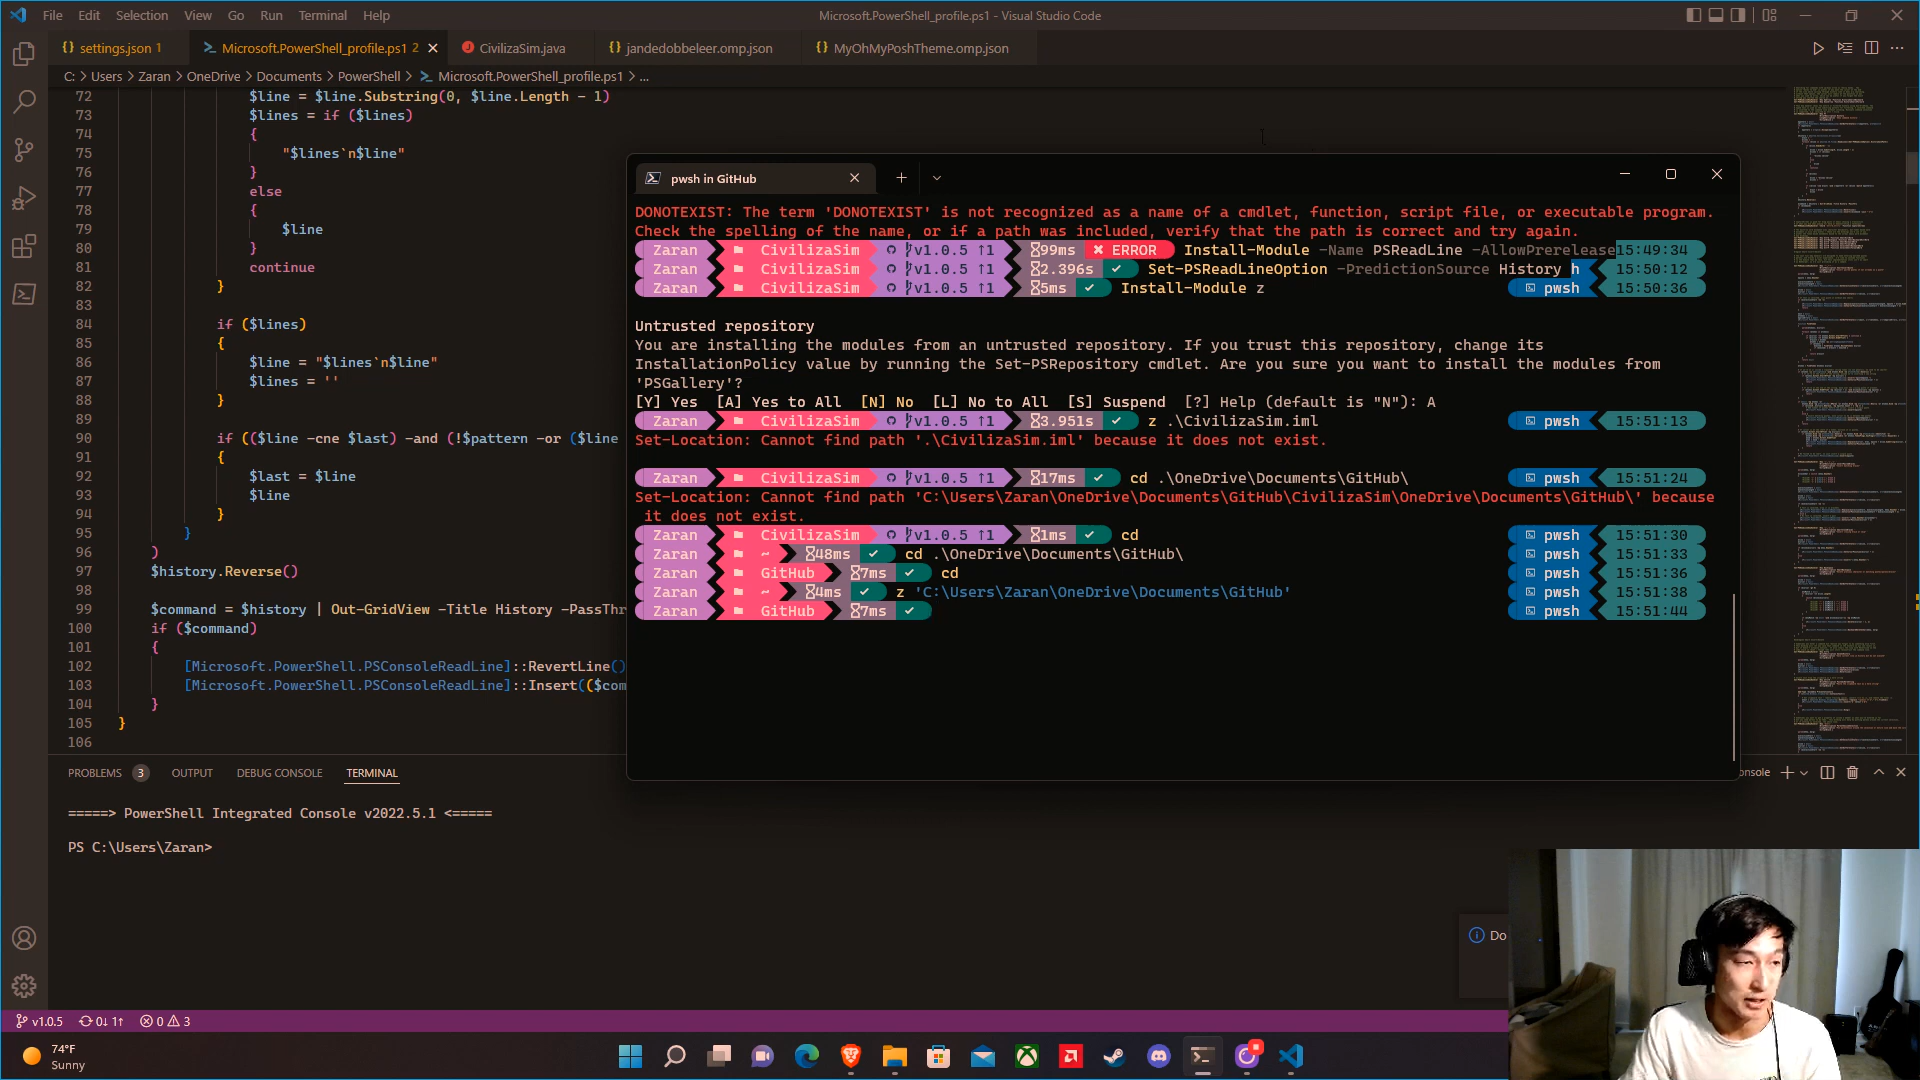 File Edit Selection View Go Run Terminal Help
Microsoft.PowerShell_profile.ps1 - Visual Studio Code
{} settings.json 1
Microsoft.PowerShell_profile.ps1 2
CivilizaSim.java
{} jandedobbeleer.omp.json
{} MyOhMyPoshTheme.omp.json
C: > Users > Zaran > OneDrive > Documents > PowerShell > Microsoft.PowerShell_profile.ps1 > ...
72 $line = $line.Substring(0, $line.Length - 1)
73 $lines = if ($lines)
74 {
75 "$lines`n$line"
76 }
77 else
78 {
79 $line
80 }
81 continue
82 }
83
84 if ($lines)
85 {
86 $line = "$lines`n$line"
87 $lines = ''
88 }
89
90 if (($line -cne $last) -and (!$pattern -or ($line
91 {
92 $last = $line
93 $line
94 }
95 }
96 )
97 $history.Reverse()
98
99 $command = $history | Out-GridView -Title History -PassThr
100 if ($command)
101 {
102 [Microsoft.PowerShell.PSConsoleReadLine]::RevertLine()
103 [Microsoft.PowerShell.PSConsoleReadLine]::Insert(($com
104 }
105 }
106
pwsh in GitHub
DONOTEXIST: The term 'DONOTEXIST' is not recognized as a name of a cmdlet, function, script file, or executable program.
Check the spelling of the name, or if a path was included, verify that the path is correct and try again.
Zaran CivilizaSim v1.0.5 ↑1 99ms ✖ ERROR Install-Module -Name PSReadLine -AllowPrerelease 15:49:34
Zaran CivilizaSim v1.0.5 ↑1 2.396s ✓ Set-PSReadLineOption -PredictionSource History h 15:50:12
Zaran CivilizaSim v1.0.5 ↑1 5ms ✓ Install-Module z pwsh 15:50:36
Untrusted repository
You are installing the modules from an untrusted repository. If you trust this repository, change its
InstallationPolicy value by running the Set-PSRepository cmdlet. Are you sure you want to install the modules from
'PSGallery'?
[Y] Yes [A] Yes to All [N] No [L] No to All [S] Suspend [?] Help (default is "N"): A
Zaran CivilizaSim v1.0.5 ↑1 3.951s ✓ z .\CivilizaSim.iml pwsh 15:51:13
Set-Location: Cannot find path '.\CivilizaSim.iml' because it does not exist.
Zaran CivilizaSim v1.0.5 ↑1 17ms ✓ cd .\OneDrive\Documents\GitHub\ pwsh 15:51:24
Set-Location: Cannot find path 'C:\Users\Zaran\OneDrive\Documents\GitHub\CivilizaSim\OneDrive\Documents\GitHub\' because
it does not exist.
Zaran CivilizaSim v1.0.5 ↑1 1ms ✓ cd pwsh 15:51:30
Zaran ~ 48ms ✓ cd .\OneDrive\Documents\GitHub\ pwsh 15:51:33
Zaran GitHub 7ms ✓ cd pwsh 15:51:36
Zaran ~ 4ms ✓ z 'C:\Users\Zaran\OneDrive\Documents\GitHub' pwsh 15:51:38
Zaran GitHub 7ms ✓ pwsh 15:51:44
PROBLEMS 3 OUTPUT DEBUG CONSOLE TERMINAL
onsole
=====> PowerShell Integrated Console v2022.5.1 <=====
PS C:\Users\Zaran>
Do
v1.0.5 0↓ 1↑ 0 3
74°F
Sunny